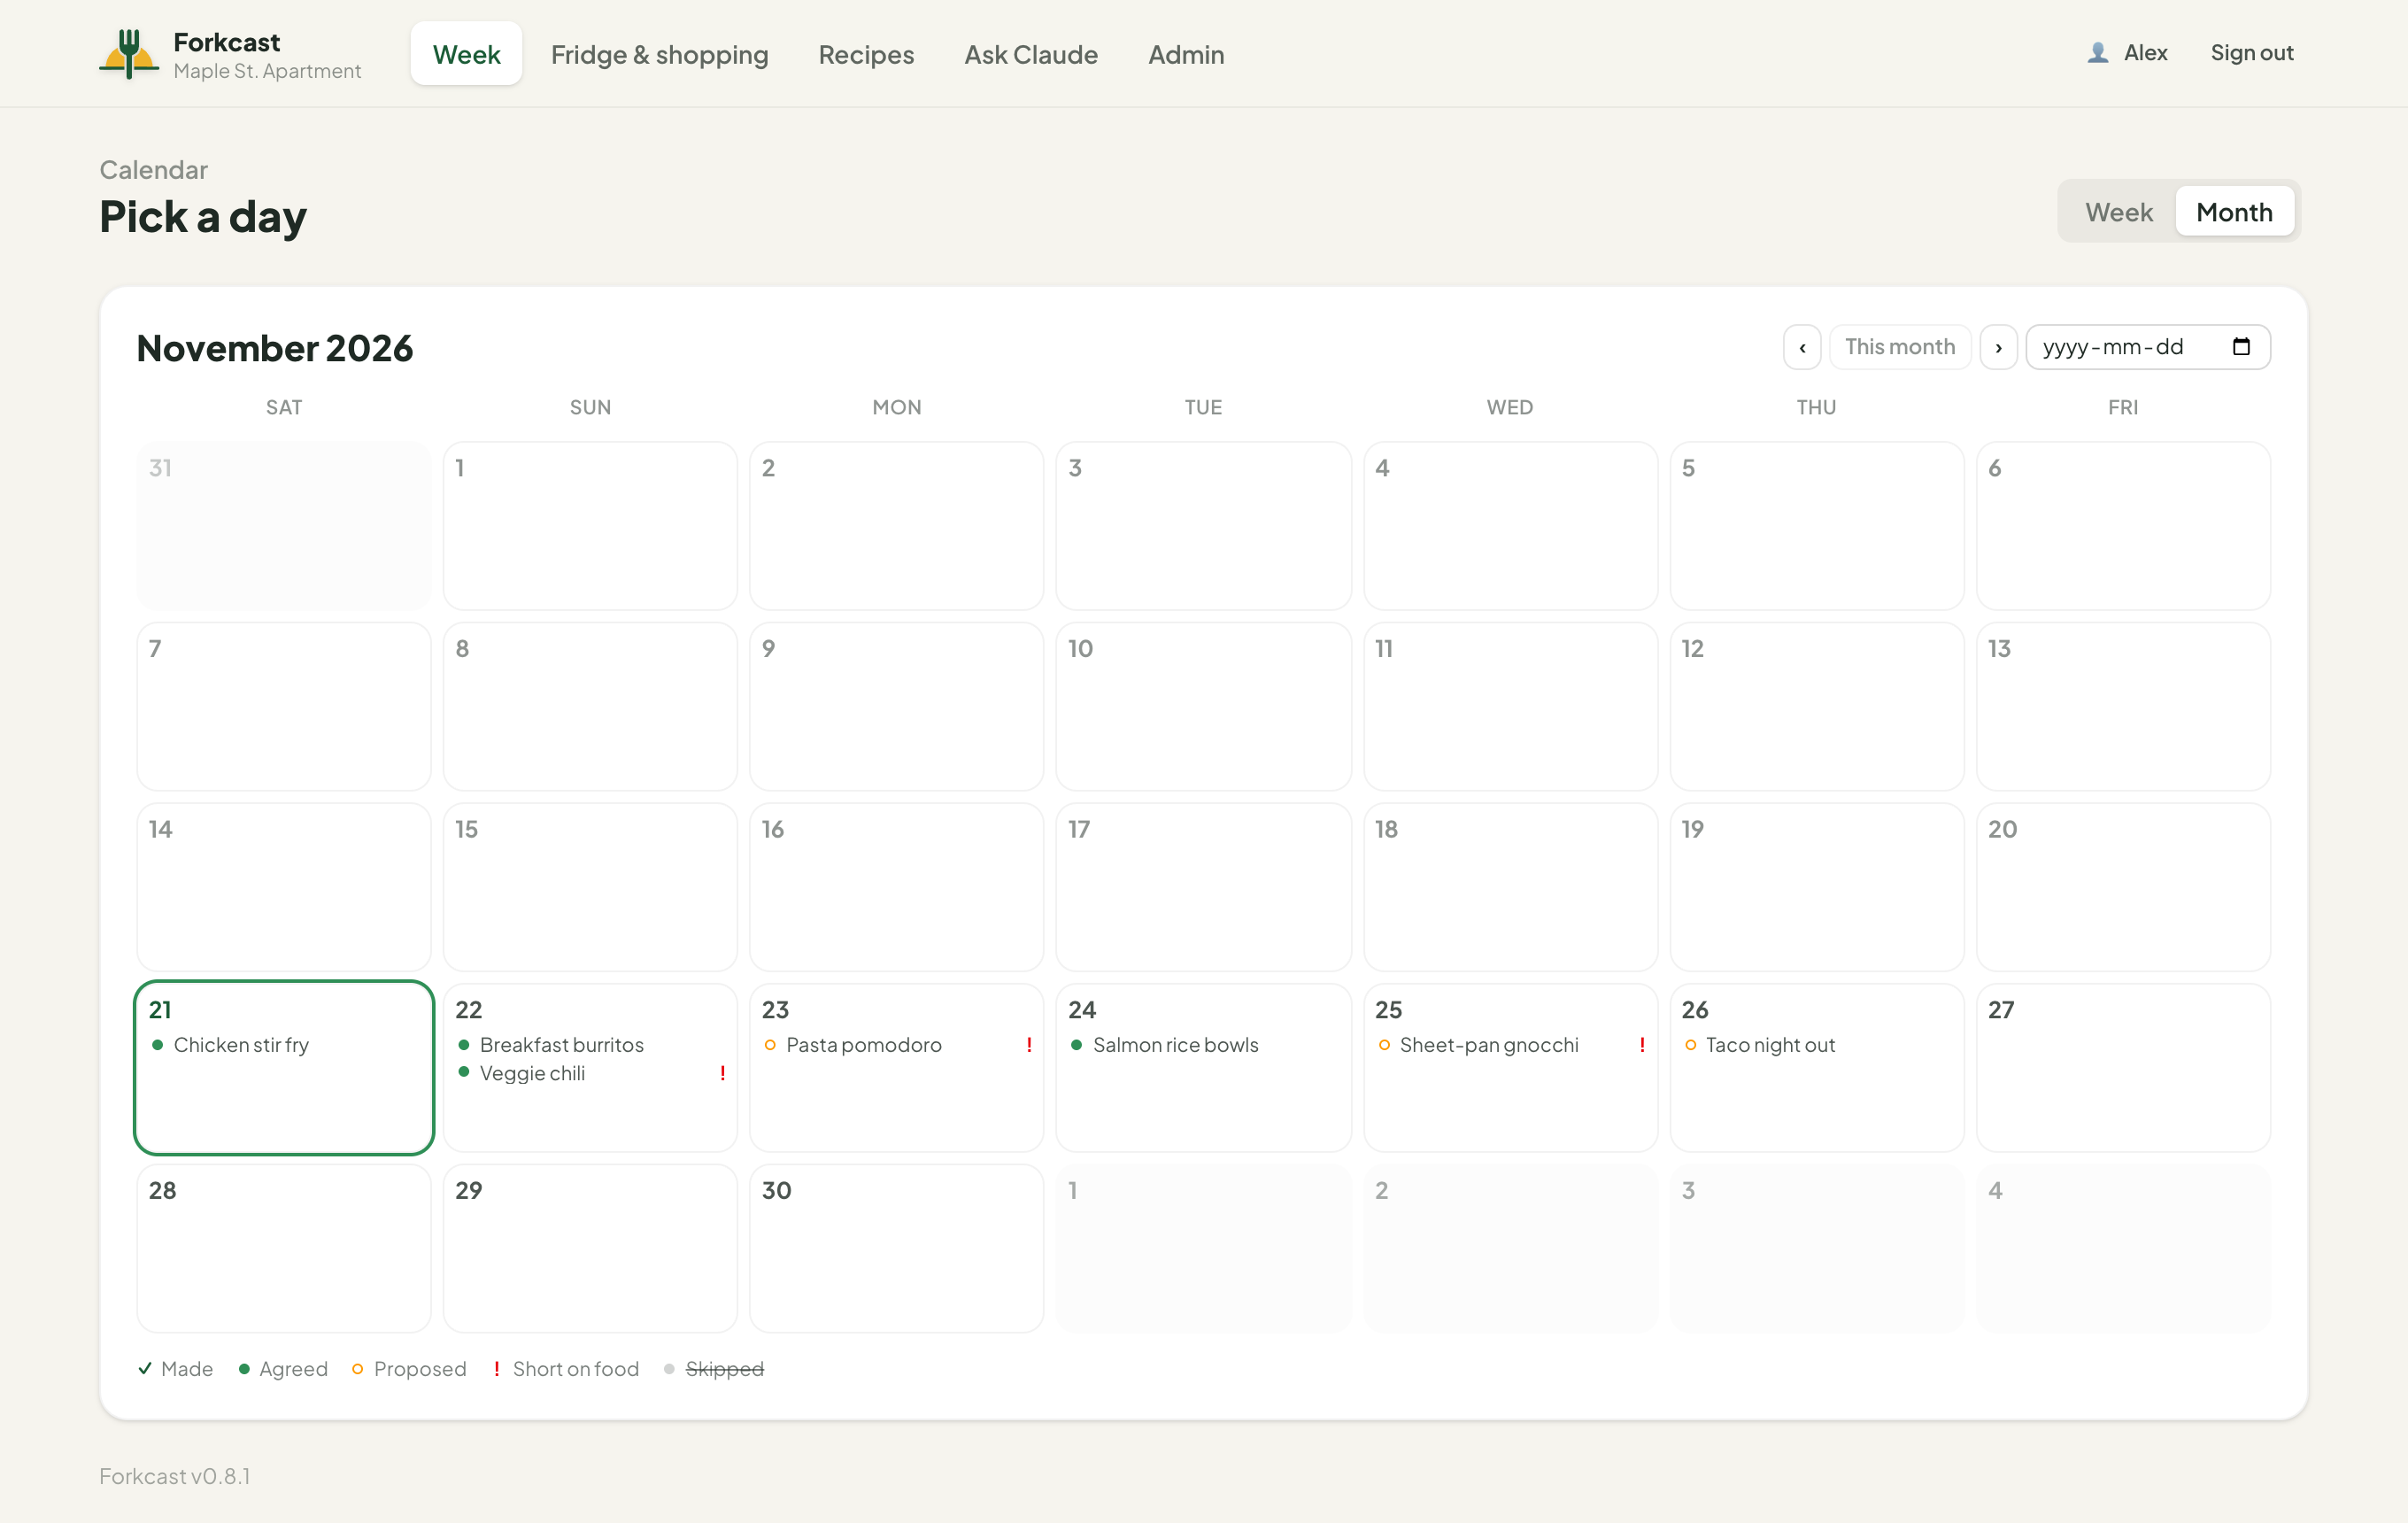 Forkcast
Maple St. Apartment
Week
Fridge & shopping
Recipes
Ask Claude
Admin
Alex
Sign out
Calendar
Pick a day
Week
Month
November 2026
‹
This month
›
yyyy-mm-dd
SAT SUN MON TUE WED THU FRI
31 1 2 3 4 5 6
7 8 9 10 11 12 13
14 15 16 17 18 19 20
21 22 23 24 25 26 27
Chicken stir fry
Breakfast burritos
Pasta pomodoro !
Salmon rice bowls
Sheet-pan gnocchi !
Taco night out
Veggie chili !
28 29 30 1 2 3 4
✓ Made
Agreed
Proposed
! Short on food
Skipped
Forkcast v0.8.1